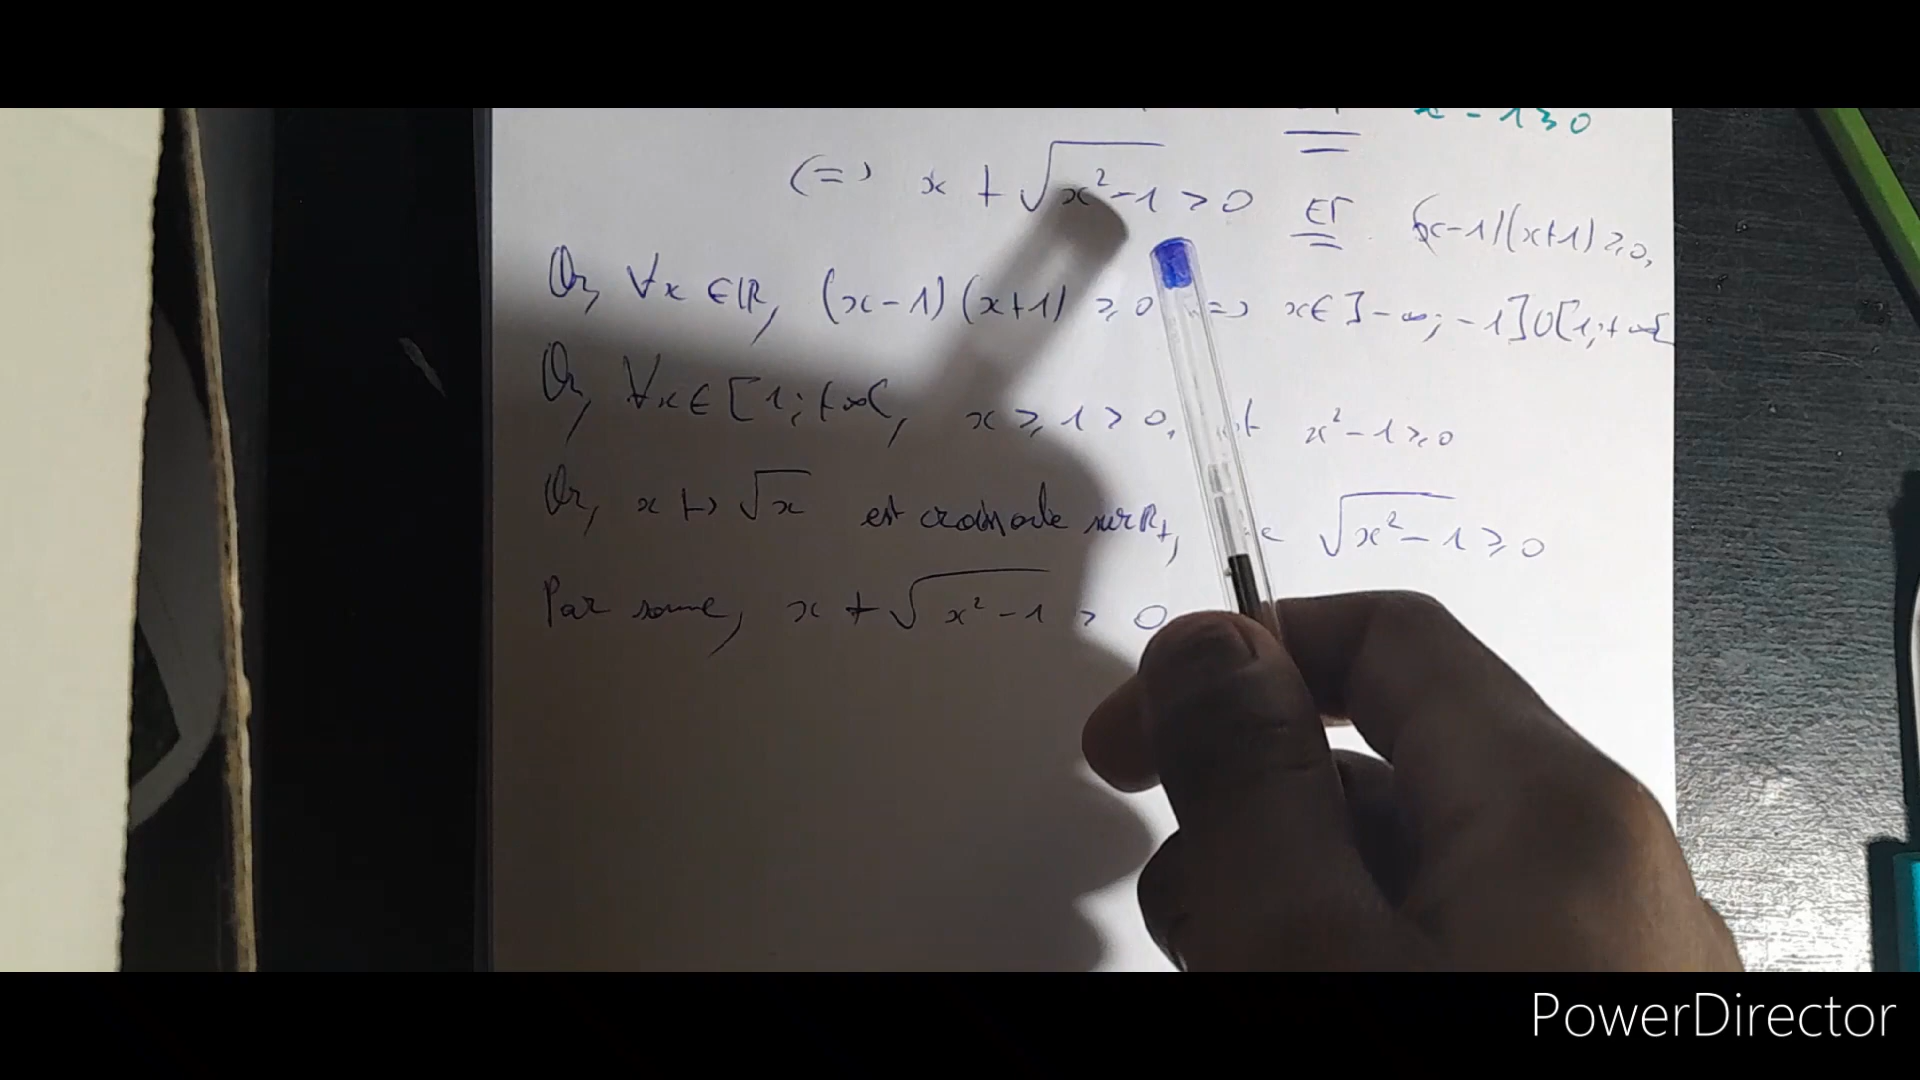 x - 1 ≥ 0
(=) x + √(x² - 1) > 0 ET (x-1)(x+1) ≥ 0,
Or, ∀x ∈ ℝ, (x-1)(x+1) ≥ 0 => x ∈ ]-∞; -1]U[1;+∞[
Or, ∀x ∈ [1;+∞[, x ≥ 1 > 0, x² - 1 ≥ 0
Or, x ↦ √x est croissante sur ℝ+, √(x² - 1) ≥ 0
Par somme, x + √(x² - 1) > 0
PowerDirector